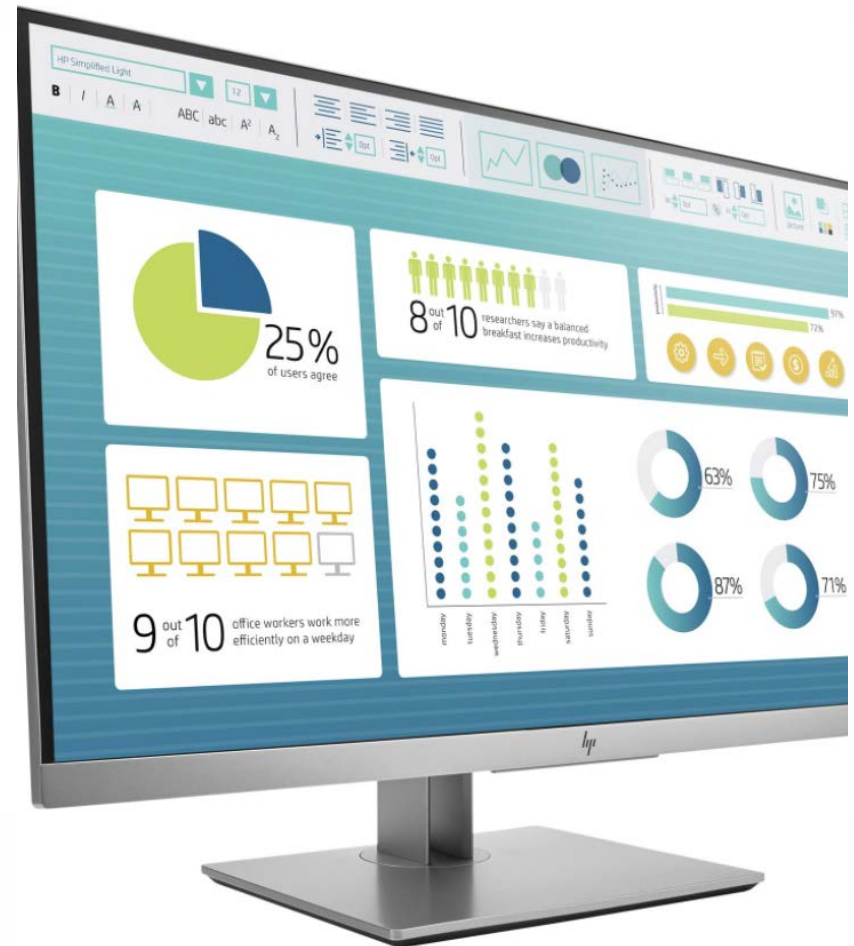 HP Simplified Light
12
B I A A ABC abc A² A₂
0pt
0pt
picture
25%
of users agree
8 out of 10 researchers say a balanced
breakfast increases productivity
productivity
97%
72%
$
9 out of 10 office workers work more
efficiently on a weekday
monday
tuesday
wednesday
thursday
friday
saturday
sunday
63%
75%
87%
71%
hp